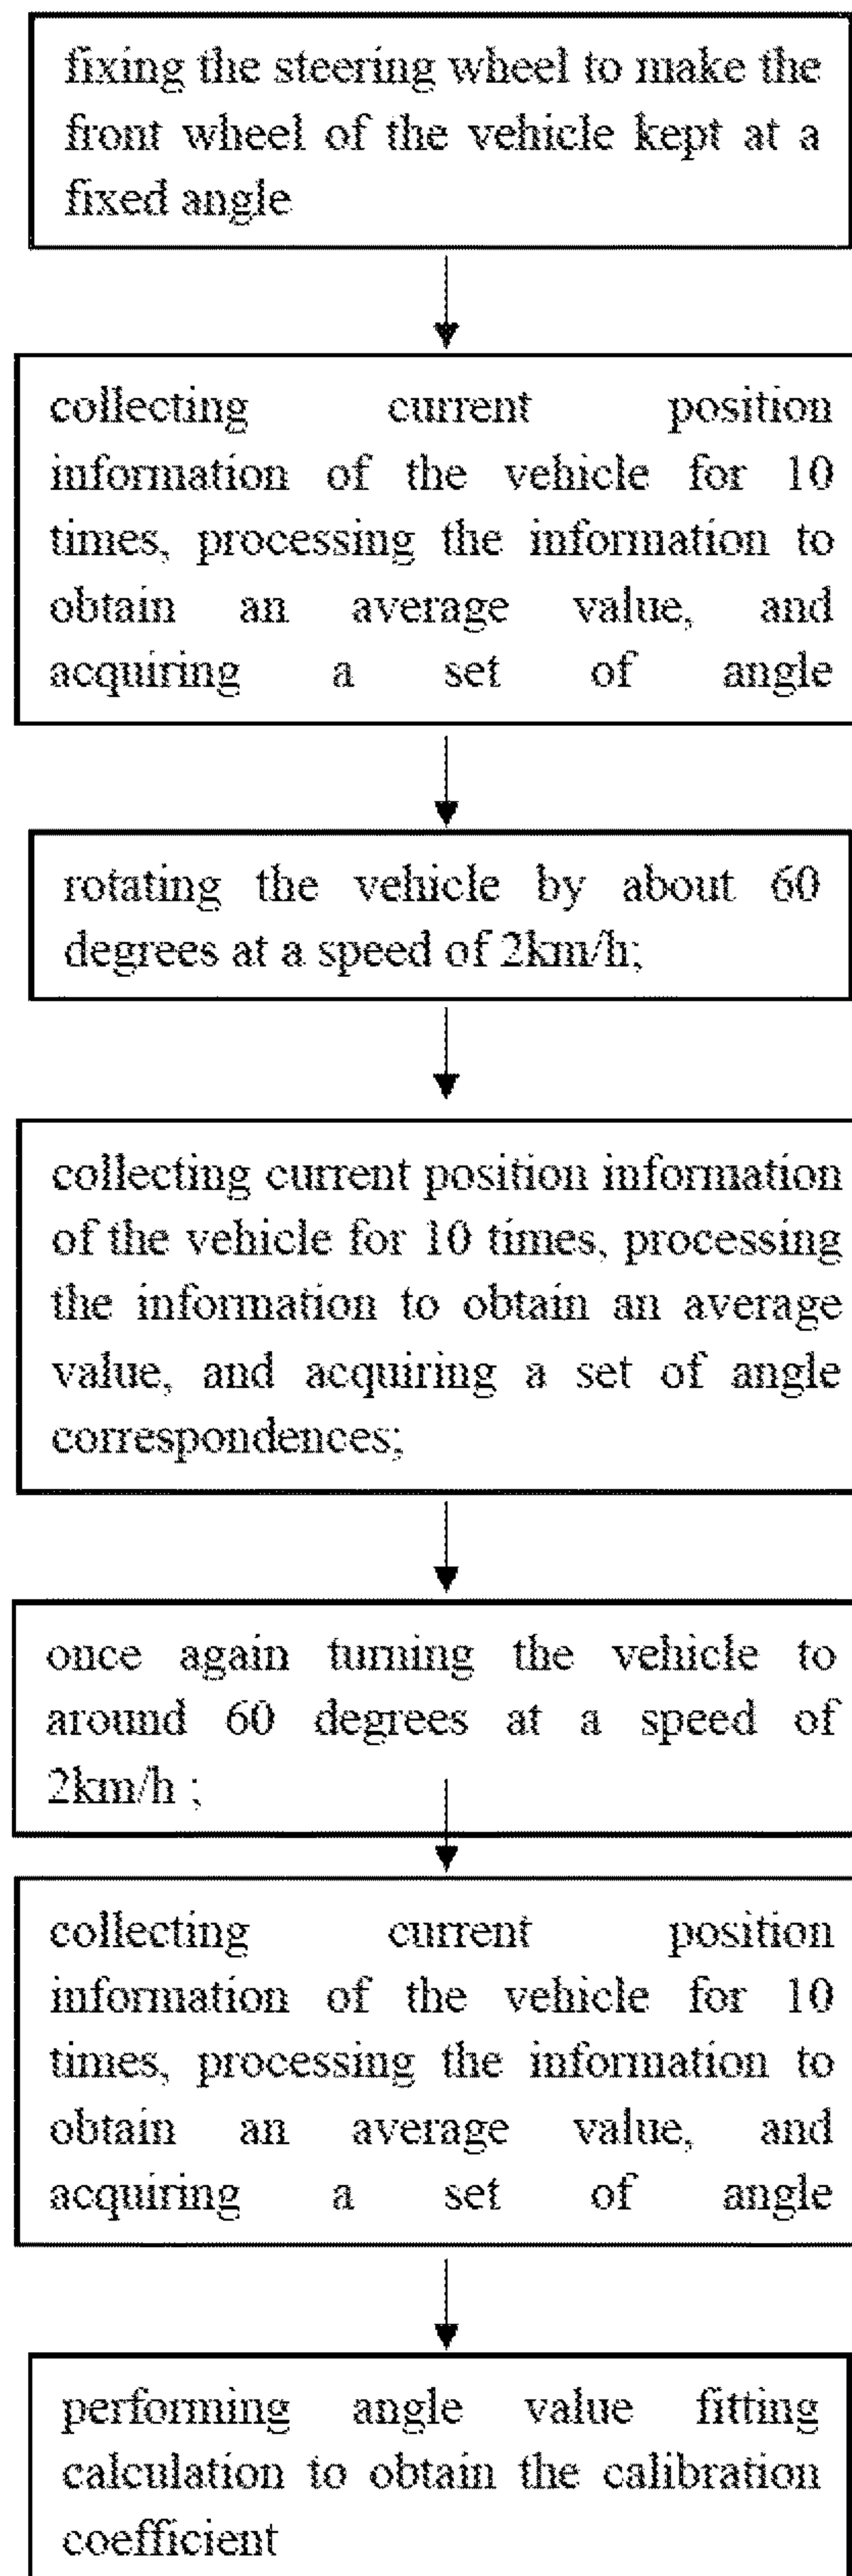 fixing the steering wheel to make the
front wheel of the vehicle kept at a
fixed angle
collecting current position
information of the vehicle for 10
times, processing the information to
obtain an average value, and
acquiring a set of angle
rotating the vehicle by about 60
degrees at a speed of 2km/h;
collecting current position information
of the vehicle for 10 times, processing
the information to obtain an average
value, and acquiring a set of angle
correspondences;
once again turning the vehicle to
around 60 degrees at a speed of
2km/h ;
collecting current position
information of the vehicle for 10
times, processing the information to
obtain an average value, and
acquiring a set of angle
performing angle value fitting
calculation to obtain the calibration
coefficient